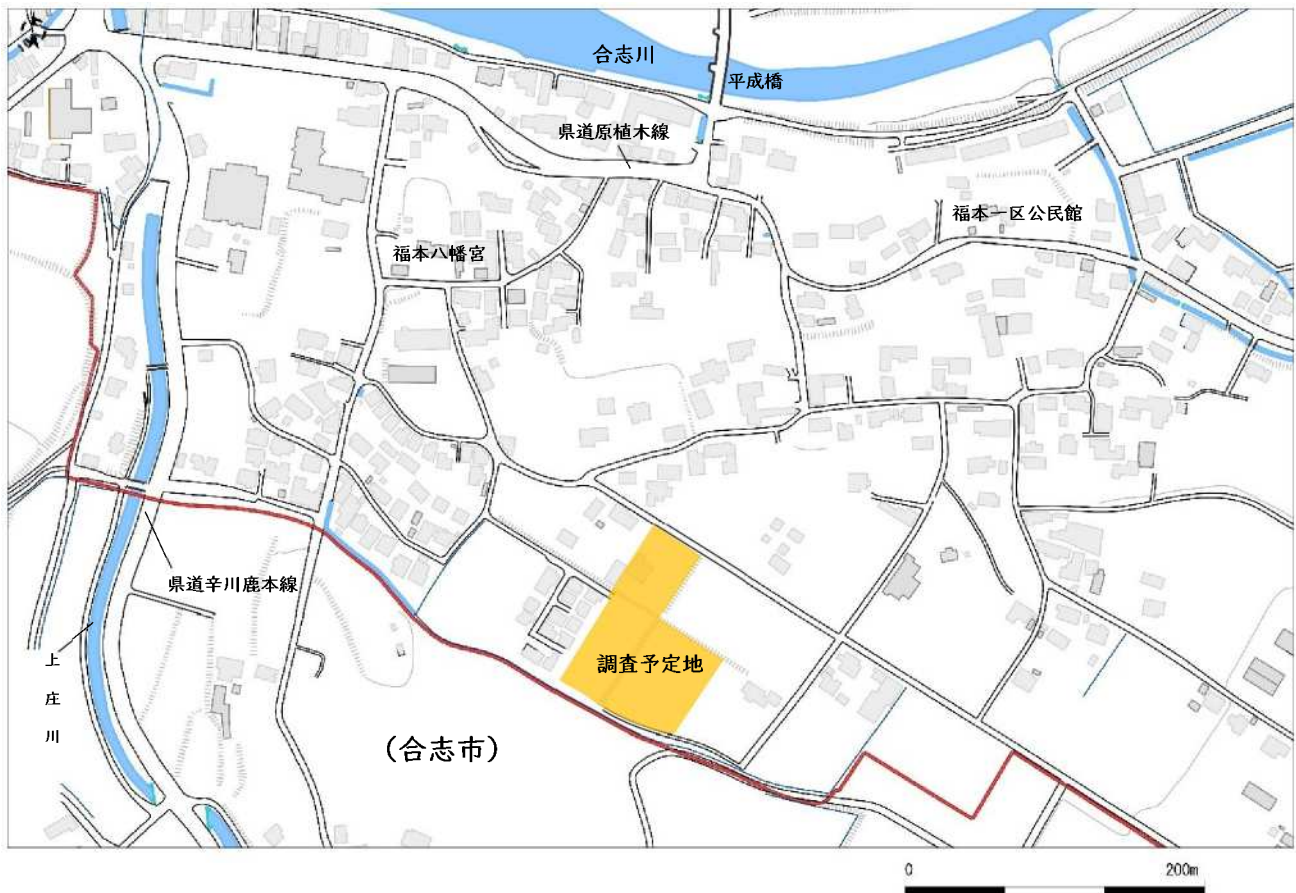 合志川
平成橋
県道原植木線
福本一区公民館
福本八幡宮
県道辛川鹿本線
調査予定地
上庄川
(合志市)
0 200m